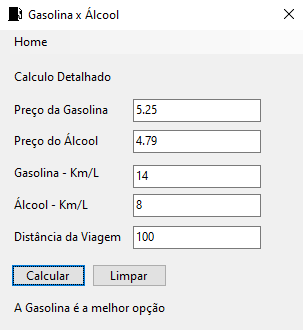 Gasolina x Álcool
Home
Calculo Detalhado
Preço da Gasolina 5.25
Preço do Álcool 4.79
Gasolina - Km/L 14
Álcool - Km/L 8
Distância da Viagem 100
Calcular Limpar
A Gasolina é a melhor opção